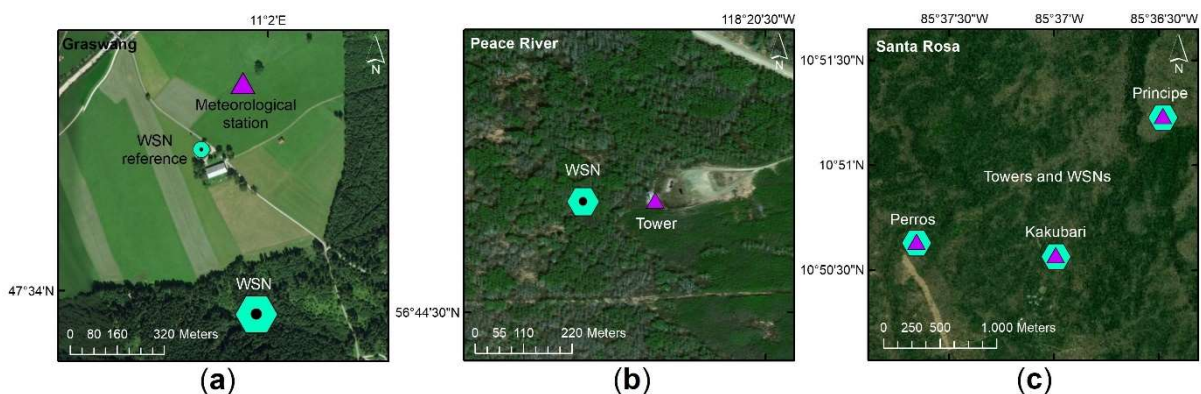 11°2'E
Graswang
N
Meteorological
station
WSN
reference
WSN
47°34'N
0 80 160 320 Meters
(a)
118°20'30"W
Peace River
N
WSN
Tower
56°44'30"N
0 55 110 220 Meters
(b)
85°37'30"W 85°37'W 85°36'30"W
Santa Rosa
N
10°51'30"N
Principe
10°51'N
Towers and WSNs
Perros
Kakubari
10°50'30"N
0 250 500 1.000 Meters
(c)